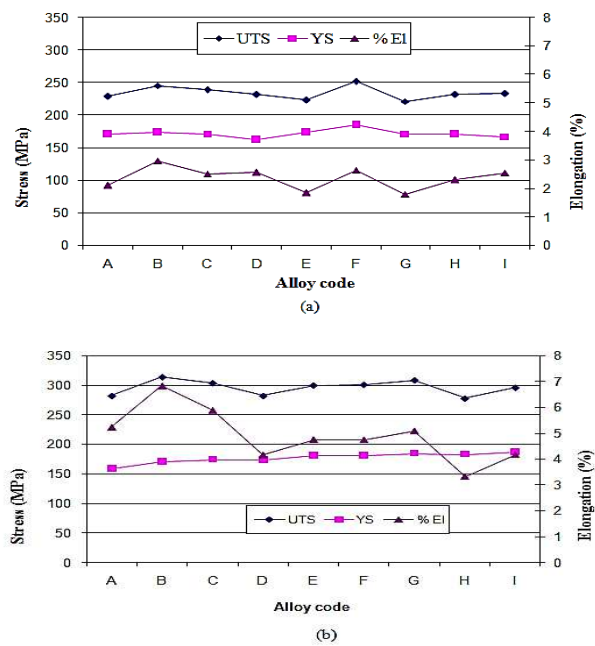 (a)
350
300
250
200
150
100
50
0
8
7
6
5
4
3
2
1
0
UTS YS % El
Stress (MPa)
Elongation (%)
A B C D E F G H I
Alloy code
(a)
350
300
250
200
150
100
50
0
8
7
6
5
4
3
2
1
0
Stress (MPa)
Elongation (%)
UTS YS % El
A B C D E F G H I
Alloy code
(b)